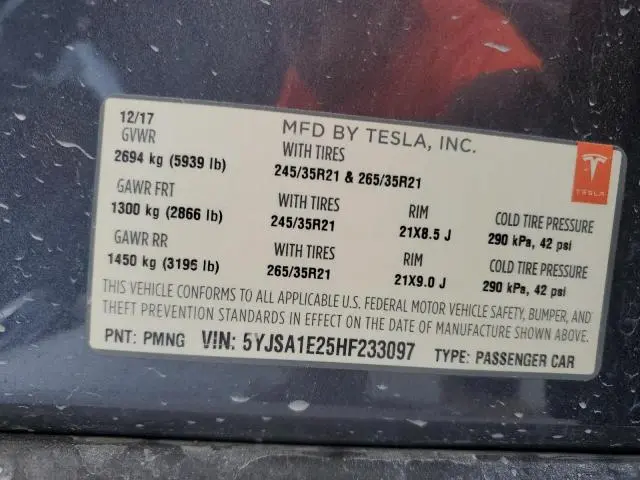 12/17
MFD BY TESLA, INC.
GVWR
2694 kg (5939 lb)
WITH TIRES
245/35R21 & 265/35R21
TESLA
GAWR FRT
1300 kg (2866 lb)
WITH TIRES
245/35R21
RIM
21X8.5 J
COLD TIRE PRESSURE
290 kPa, 42 psi
GAWR RR
1450 kg (3196 lb)
WITH TIRES
265/35R21
RIM
21X9.0 J
COLD TIRE PRESSURE
290 kPa, 42 psi
THIS VEHICLE CONFORMS TO ALL APPLICABLE U.S. FEDERAL MOTOR VEHICLE SAFETY, BUMPER, AND
THEFT PREVENTION STANDARDS IN EFFECT ON THE DATE OF MANUFACTURE SHOWN ABOVE.
PNT: PMNG VIN: 5YJSA1E25HF233097 TYPE: PASSENGER CAR